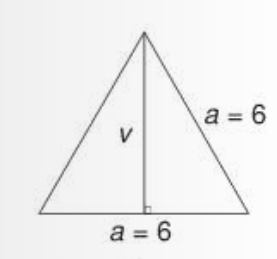 a = 6
v
a = 6